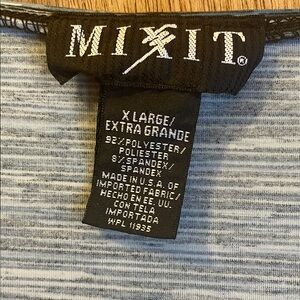 MIXIT®
X LARGE/
EXTRA GRANDE
92%POLYESTER/
POLIESTER
8%SPANDEX/
SPANDEX
MADE IN U.S.A. OF
IMPORTED FABRIC/
HECHO EN EE. UU.
CON TELA
IMPORTADA
WPL 11935